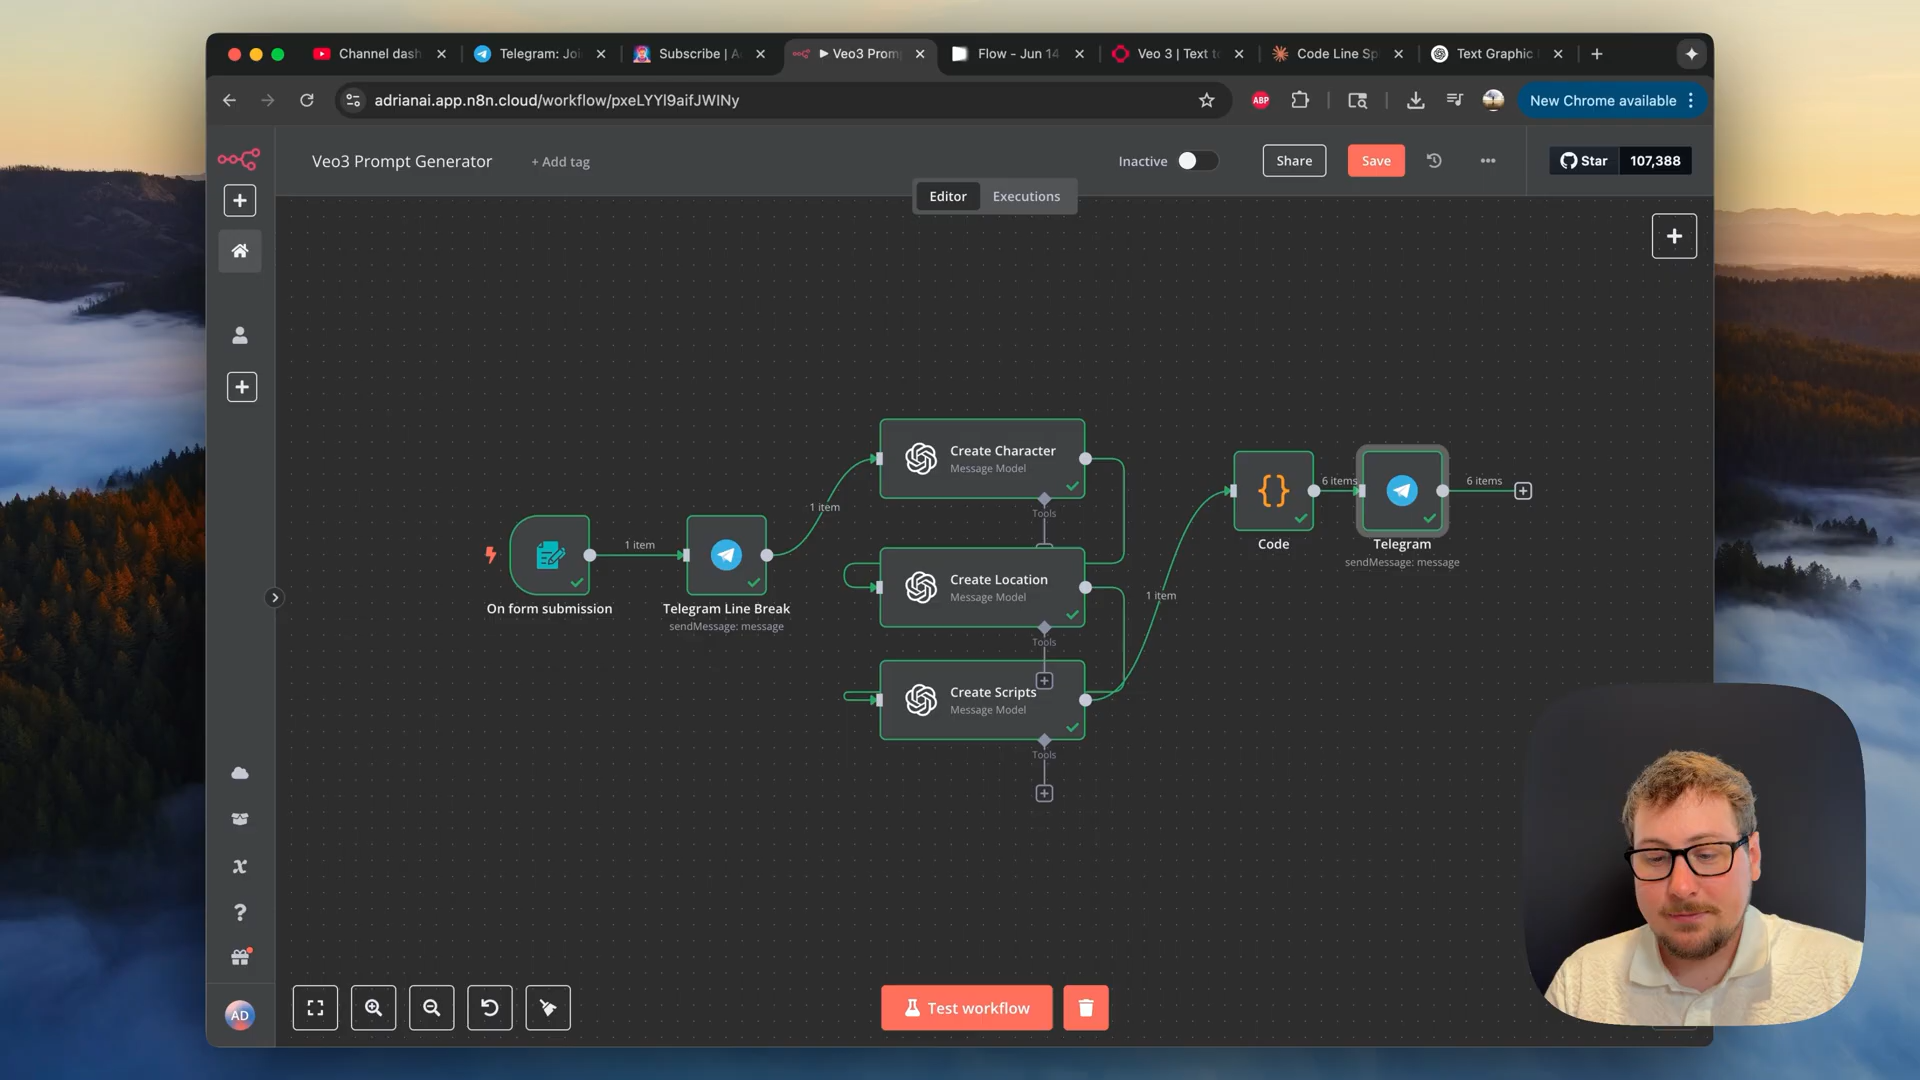 Channel dash
Telegram: Joi
Subscribe | A
Veo3 Prom
Flow - Jun 14
Veo 3 | Text t
Code Line Sp
Text Graphic
adrianai.app.n8n.cloud/workflow/pxeLYYl9aifJWlNy
ABP
New Chrome available
Veo3 Prompt Generator
+ Add tag
Inactive
Share
Save
Star
107,388
Editor
Executions
Create Character
Message Model
Tools
1 item
6 items
6 items
Code
Telegram
sendMessage: message
1 item
On form submission
Telegram Line Break
sendMessage: message
Create Location
Message Model
Tools
1 item
Create Scripts
Message Model
Tools
AD
Test workflow